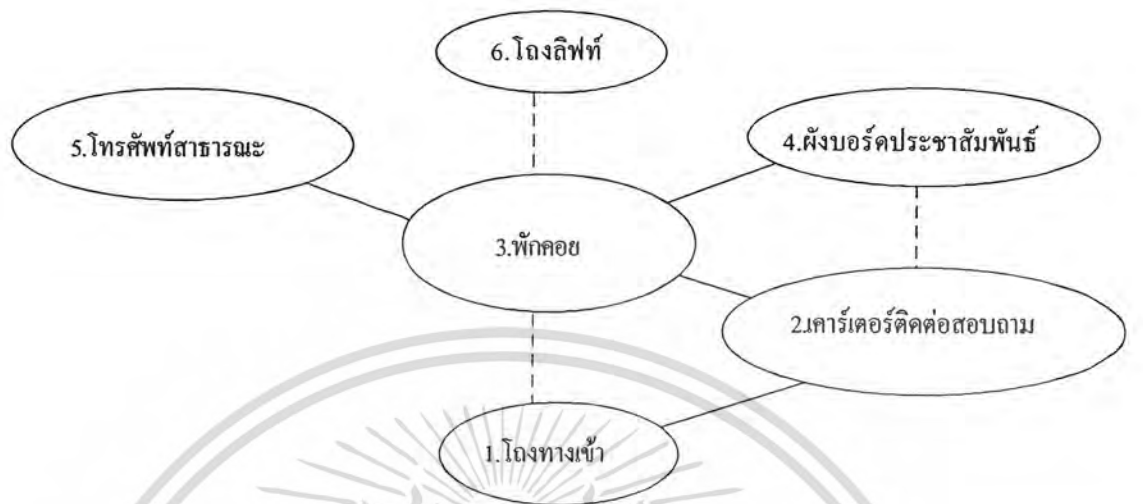 6.โถงลิฟท์
5.โทรศัพท์สาธารณะ
4.ผังบอร์ดประชาสัมพันธ์
3.พักคอย
2.เคาร์เตอร์ติดต่อสอบถาม
1.โถงทางเข้า